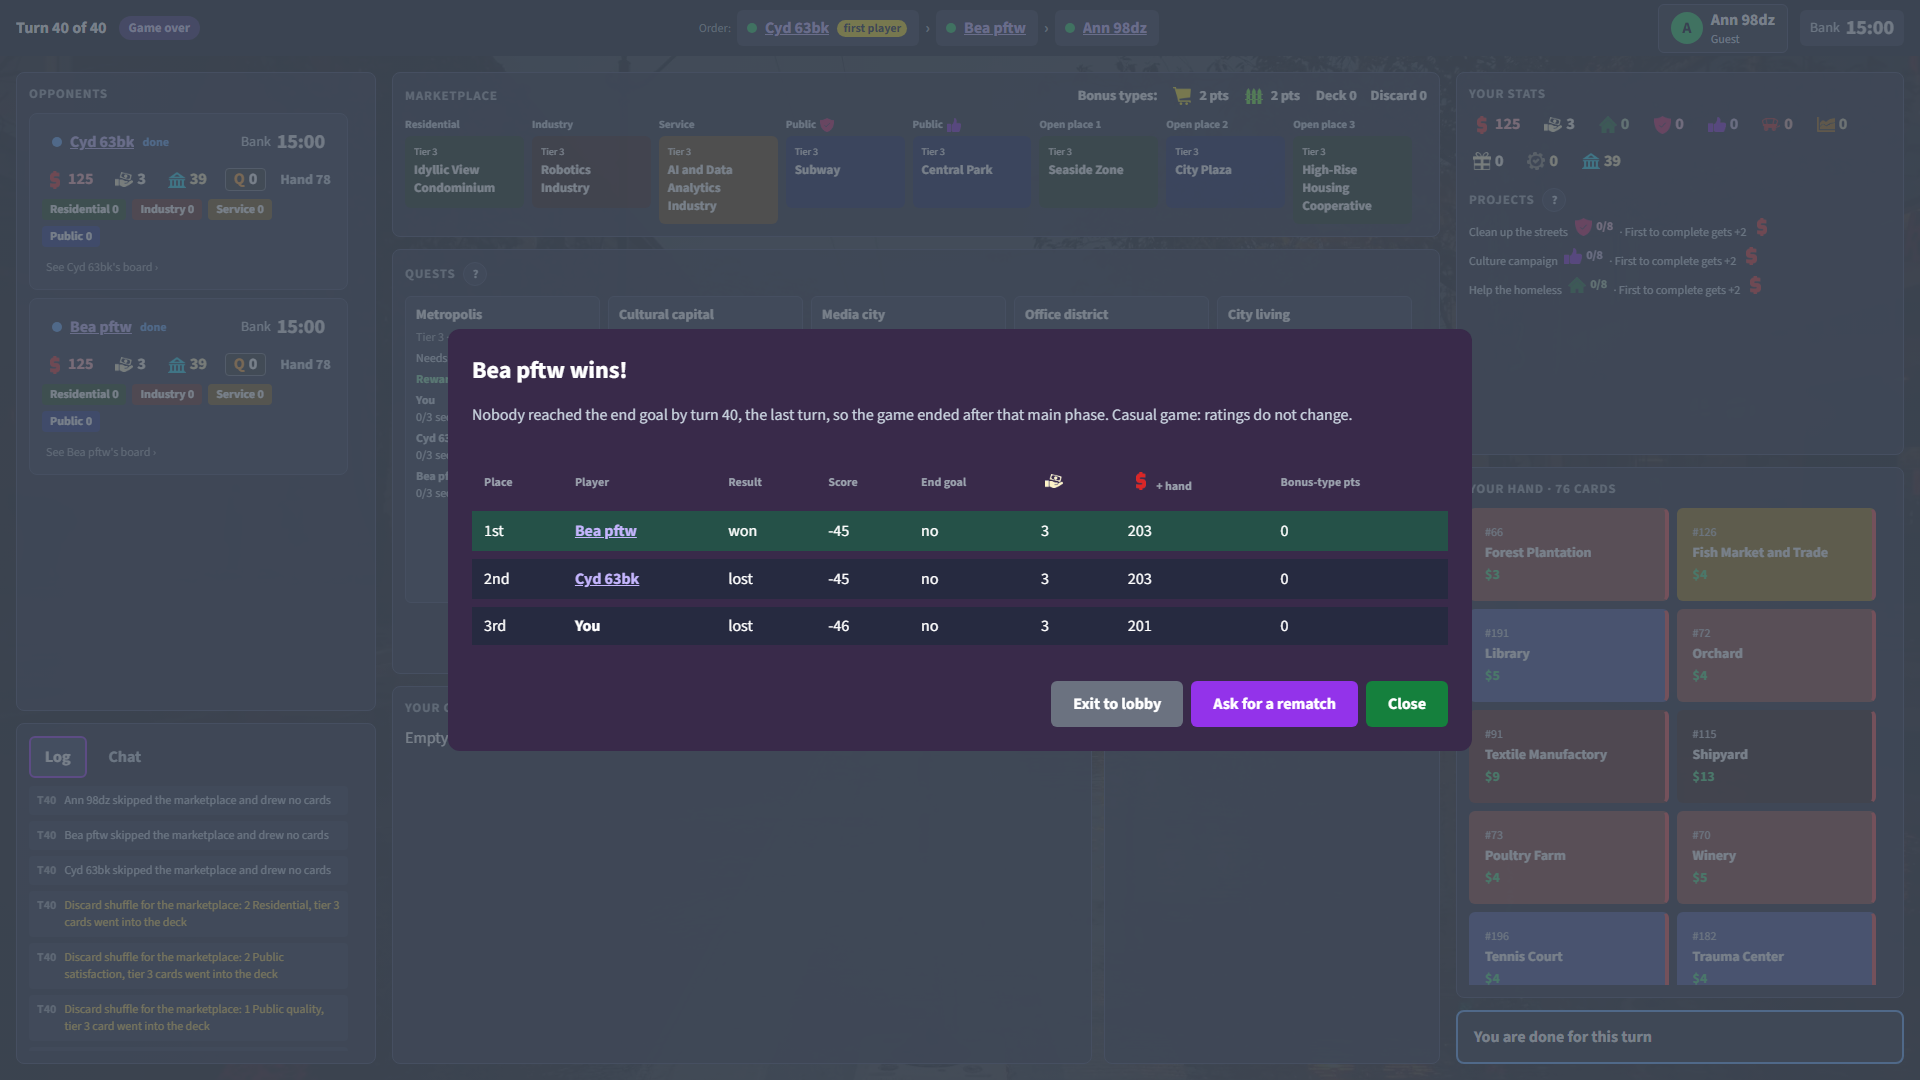 Turn 40 of 40 Game over
Order: Cyd 63bk first player › Bea pftw › Ann 98dz
A Ann 98dz
Guest
Bank 15:00
OPPONENTS
Cyd 63bk done Bank 15:00
125 3 39 Q 0 Hand 78
Residential 0 Industry 0 Service 0
Public 0
See Cyd 63bk's board ›
Bea pftw done Bank 15:00
125 3 39 Q 0 Hand 78
Residential 0 Industry 0 Service 0
Public 0
See Bea pftw's board ›
MARKETPLACE
Bonus types: 2 pts 2 pts Deck 0 Discard 0
Residential
Tier 3
Idyllic View
Condominium
Industry
Tier 3
Robotics
Industry
Service
Tier 3
AI and Data
Analytics
Industry
Public
Tier 3
Subway
Public
Tier 3
Central Park
Open place 1
Tier 3
Seaside Zone
Open place 2
Tier 3
City Plaza
Open place 3
Tier 3
High-Rise
Housing
Cooperative
QUESTS ?
Metropolis
Cultural capital
Media city
Office district
City living
Tier 3
Needs
You
Bea pftw wins!
Nobody reached the end goal by turn 40, the last turn, so the game ended after that main phase. Casual game: ratings do not change.
Place Player Result Score End goal + hand Bonus-type pts
1st Bea pftw won -45 no 3 203 0
2nd Cyd 63bk lost -45 no 3 203 0
3rd You lost -46 no 3 201 0
Exit to lobby
Ask for a rematch
Close
Empty
YOUR STATS
125 3 0 0 0 0 0
0 0 39
PROJECTS ?
Clean up the streets 0/8 · First to complete gets +2
Culture campaign 0/8 · First to complete gets +2
Help the homeless 0/8 · First to complete gets +2
YOUR HAND - 76 CARDS
#66
Forest Plantation
$3
#126
Fish Market and Trade
$4
#191
Library
$5
#72
Orchard
$4
#91
Textile Manufactory
$9
#115
Shipyard
$13
#73
Poultry Farm
$4
#70
Winery
$5
#196
Tennis Court
$4
#182
Trauma Center
$4
You are done for this turn
Log Chat
T40 Ann 98dz skipped the marketplace and drew no cards
T40 Bea pftw skipped the marketplace and drew no cards
T40 Cyd 63bk skipped the marketplace and drew no cards
T40 Discard shuffle for the marketplace: 2 Residential, tier 3
cards went into the deck
T40 Discard shuffle for the marketplace: 2 Public
satisfaction, tier 3 cards went into the deck
T40 Discard shuffle for the marketplace: 1 Public quality,
tier 3 card went into the deck